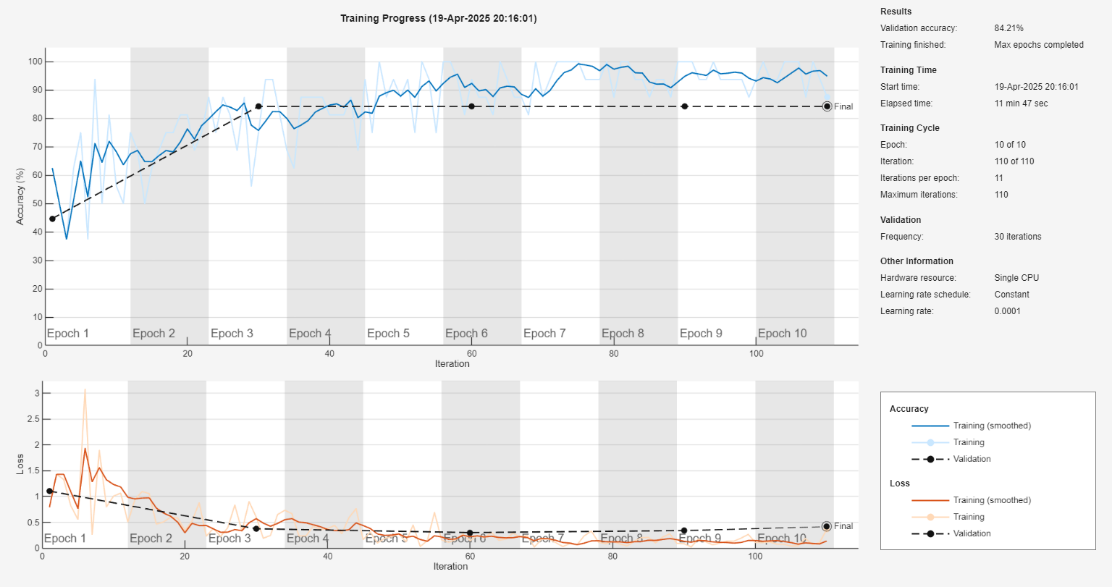 Training Progress (19-Apr-2025 20:16:01)
100
90
80
70
60
50
40
30
20
10
0
Accuracy (%)
Final
Epoch 1 Epoch 2 Epoch 3 Epoch 4 Epoch 5 Epoch 6 Epoch 7 Epoch 8 Epoch 9 Epoch 10
0 20 40 60 80 100
Iteration
3
2.5
2
1.5
1
0.5
0
Loss
Final
Epoch 1 Epoch 2 Epoch 3 Epoch 4 Epoch 5 Epoch 6 Epoch 7 Epoch 8 Epoch 9 Epoch 10
0 20 40 60 80 100
Iteration
Results
Validation accuracy: 84.21%
Training finished: Max epochs completed
Training Time
Start time: 19-Apr-2025 20:16:01
Elapsed time: 11 min 47 sec
Training Cycle
Epoch: 10 of 10
Iteration: 110 of 110
Iterations per epoch: 11
Maximum iterations: 110
Validation
Frequency: 30 iterations
Other Information
Hardware resource: Single CPU
Learning rate schedule: Constant
Learning rate: 0.0001
Accuracy
Training (smoothed)
Training
Validation
Loss
Training (smoothed)
Training
Validation